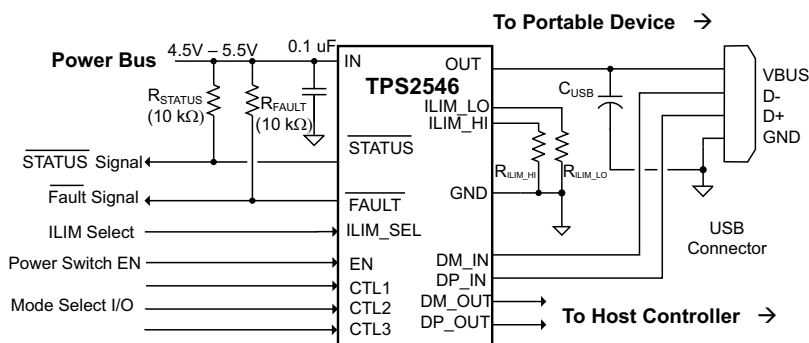 To Portable Device →
Power Bus
4.5V – 5.5V
0.1 uF
IN
OUT
TPS2546
VBUS
RSTATUS
(10 kΩ)
RFAULT
(10 kΩ)
ILIM_LO
ILIM_HI
CUSB
D-
D+
GND
STATUS
STATUS Signal
RILIM_HI
RILIM_LO
Fault Signal
FAULT
GND
ILIM Select
ILIM_SEL
USB
Connector
Power Switch EN
EN
DM_IN
DP_IN
CTL1
Mode Select I/O
CTL2
DM_OUT
CTL3
DP_OUT
To Host Controller →